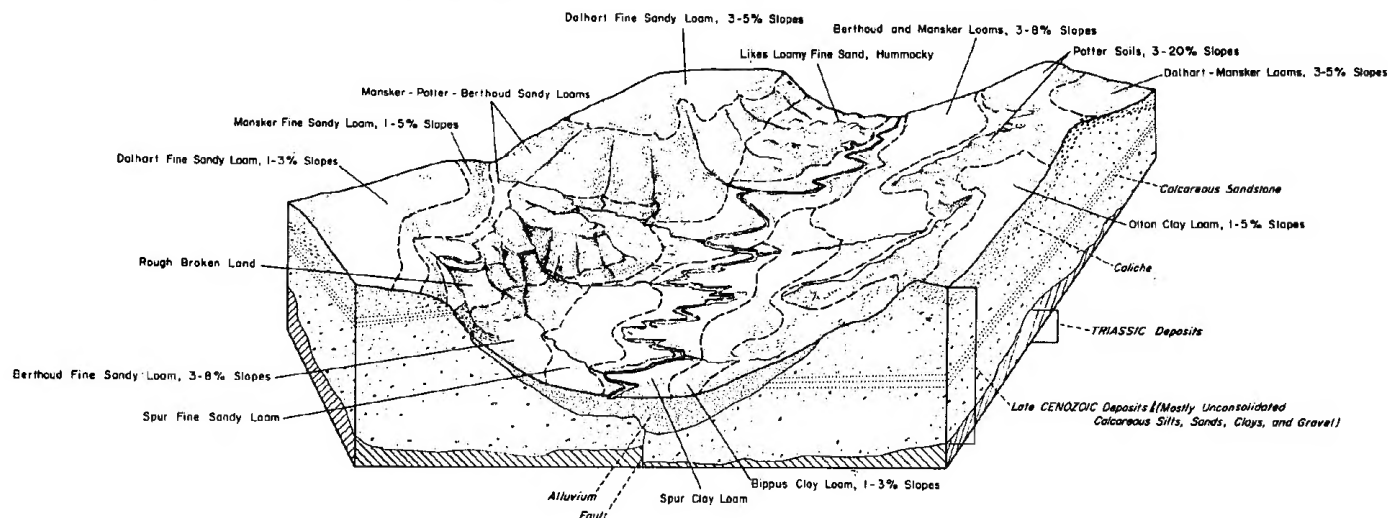 Dalhart Fine Sandy Loam, 3-5% Slopes
Berthoud and Mansker Loams, 3-8% Slopes
Likes Loamy Fine Sand, Hummocky
Potter Soils, 3-20% Slopes
Dalhart-Mansker Loams, 3-5% Slopes
Mansker-Potter-Berthoud Sandy Loams
Mansker Fine Sandy Loam, 1-5% Slopes
Dalhart Fine Sandy Loam, 1-3% Slopes
Calcareous Sandstone
Olton Clay Loam, 1-5% Slopes
Rough Broken Land
Caliche
TRIASSIC Deposits
Berthoud Fine Sandy Loam, 3-8% Slopes
Spur Fine Sandy Loam
Late CENOZOIC Deposits (Mostly Unconsolidated
Calcareous Silts, Sands, Clays, and Gravel)
Bippus Clay Loam, 1-3% Slopes
Alluvium
Spur Clay Loam
Fault